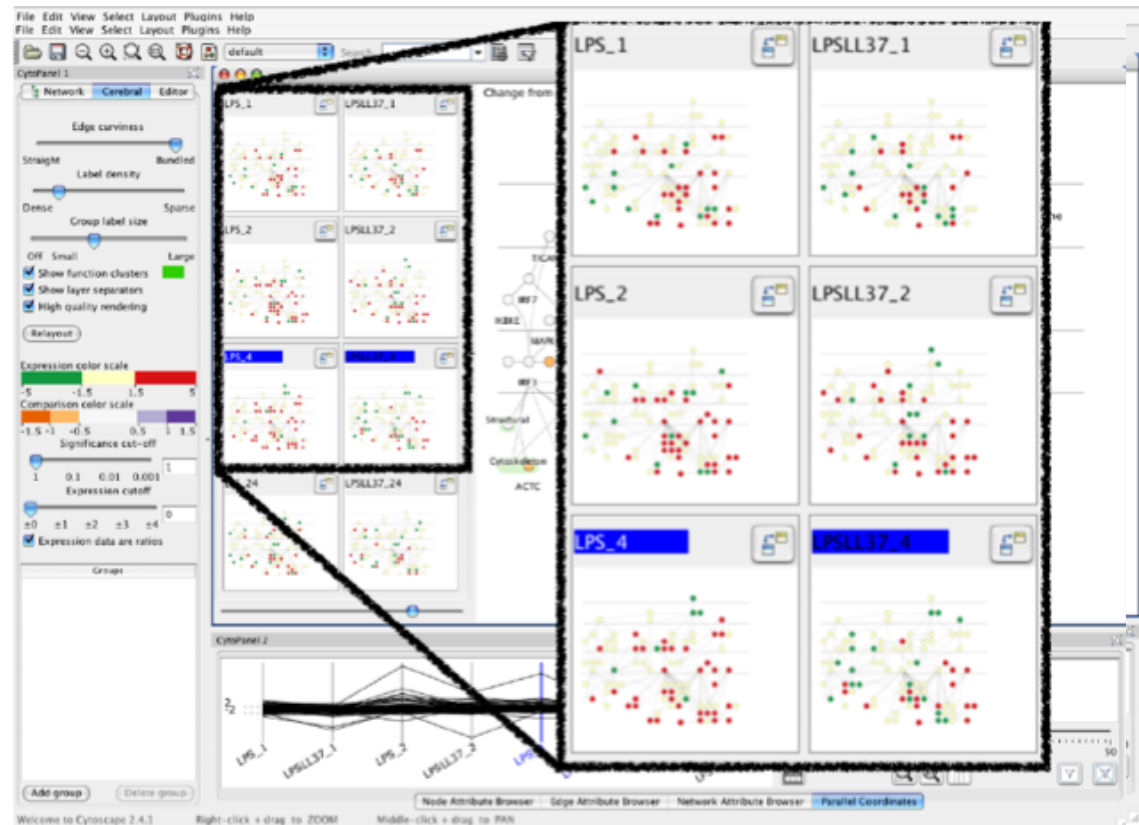 File Edit View Select Layout Plugins Help
File Edit View Select Layout Plugins Help
default Search:
CytoPanel 1
Network Cerebral Editor
Edge curviness
Straight Bundled
Label density
Dense Sparse
Group label size
Off Small Large
Show function clusters
Show layer separators
High quality rendering
Relayout
Expression color scale
-5 -1.5 1.5 5
Comparison color scale
-1.5 -1 -0.5 0.5 1 1.5
Significance cut-off
1 0.1 0.01 0.001 1
Expression cutoff
±0 ±1 ±2 ±3 ±4 0
Expression data are ratios
Groups
Add group Delete group
LPS_1 LPSLL37_1
LPS_2 LPSLL37_2
LPS_4 LPSLL37_4
LPS_24 LPSLL37_24
Change from
IRF7
IKBKE
IRF3
Structural
Cytoskeleton
ACTC
LPS_1 LPSLL37_1
LPS_2 LPSLL37_2
LPS_4 LPSLL37_4
CytoPanel 2
2
-2
LPS_1 LPSLL37_1 LPS_2 LPSLL37_2
50
Node Attribute Browser Edge Attribute Browser Network Attribute Browser Parallel Coordinates
Welcome to Cytoscape 2.4.1 Right-click + drag to ZOOM Middle-click + drag to PAN